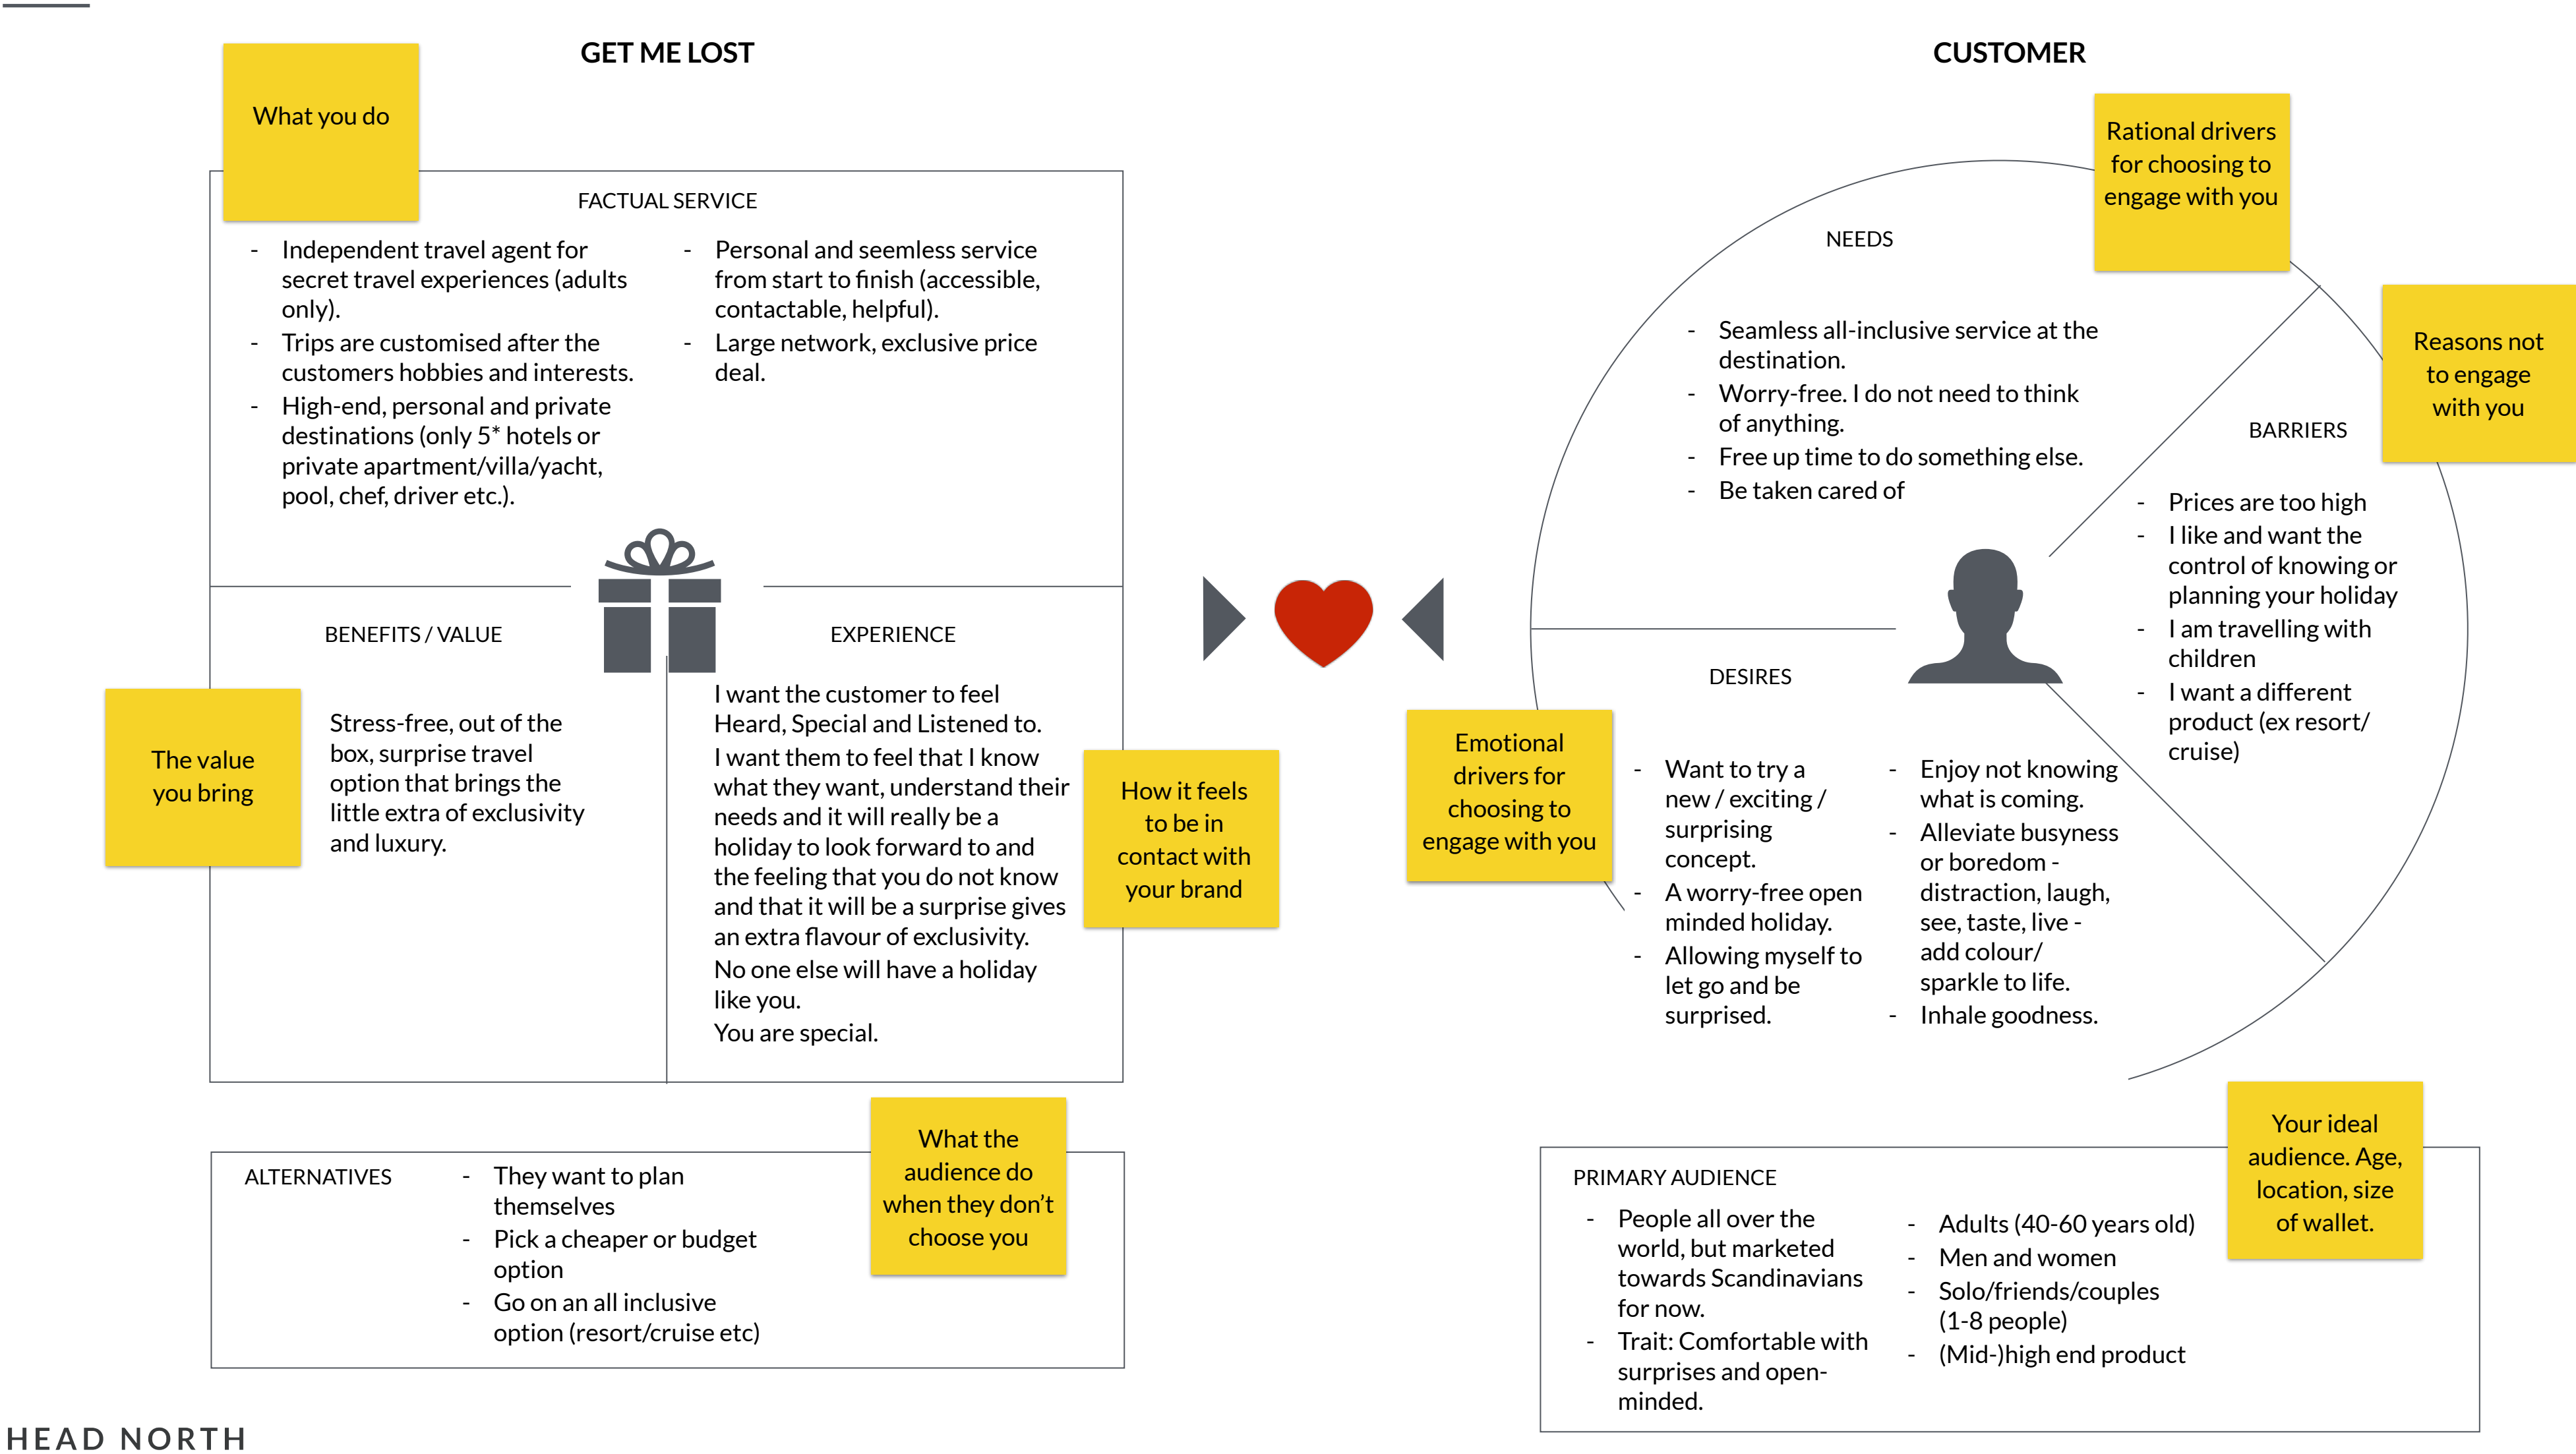 GET ME LOST
What you do
FACTUAL SERVICE
- Independent travel agent for
secret travel experiences (adults
only).
- Trips are customised after the
customers hobbies and interests.
- High-end, personal and private
destinations (only 5* hotels or
private apartment/villa/yacht,
pool, chef, driver etc.).
- Personal and seemless service
from start to finish (accessible,
contactable, helpful).
- Large network, exclusive price
deal.
BENEFITS / VALUE
The value
you bring
Stress-free, out of the
box, surprise travel
option that brings the
little extra of exclusivity
and luxury.
EXPERIENCE
I want the customer to feel
Heard, Special and Listened to.
I want them to feel that I know
what they want, understand their
needs and it will really be a
holiday to look forward to and
the feeling that you do not know
and that it will be a surprise gives
an extra flavour of exclusivity.
No one else will have a holiday
like you.
You are special.
How it feels
to be in
contact with
your brand
ALTERNATIVES
- They want to plan
themselves
- Pick a cheaper or budget
option
- Go on an all inclusive
option (resort/cruise etc)
What the
audience do
when they don't
choose you
CUSTOMER
Rational drivers
for choosing to
engage with you
NEEDS
- Seamless all-inclusive service at the
destination.
- Worry-free. I do not need to think
of anything.
- Free up time to do something else.
- Be taken cared of
Reasons not
to engage
with you
BARRIERS
- Prices are too high
- I like and want the
control of knowing or
planning your holiday
- I am travelling with
children
- I want a different
product (ex resort/
cruise)
DESIRES
Emotional
drivers for
choosing to
engage with you
- Want to try a
new / exciting /
surprising
concept.
- A worry-free open
minded holiday.
- Allowing myself to
let go and be
surprised.
- Enjoy not knowing
what is coming.
- Alleviate busyness
or boredom -
distraction, laugh,
see, taste, live -
add colour/
sparkle to life.
- Inhale goodness.
Your ideal
audience. Age,
location, size
of wallet.
PRIMARY AUDIENCE
- People all over the
world, but marketed
towards Scandinavians
for now.
- Trait: Comfortable with
surprises and open-
minded.
- Adults (40-60 years old)
- Men and women
- Solo/friends/couples
(1-8 people)
- (Mid-)high end product
HEAD NORTH